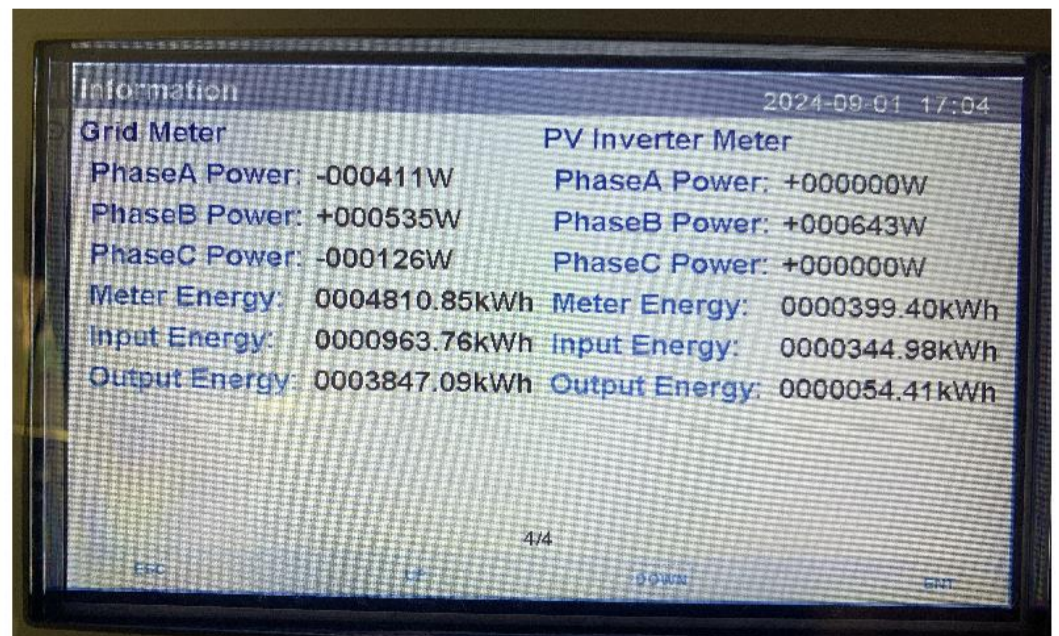 Information 2024-09-01 17:04
Grid Meter PV Inverter Meter
PhaseA Power: -000411W PhaseA Power: +000000W
PhaseB Power: +000535W PhaseB Power: +000643W
PhaseC Power: -000126W PhaseC Power: +000000W
Meter Energy: 0004810.85kWh Meter Energy: 0000399.40kWh
Input Energy: 0000963.76kWh Input Energy: 0000344.98kWh
Output Energy: 0003847.09kWh Output Energy: 0000054.41kWh
4/4
ESC UP DOWN ENT